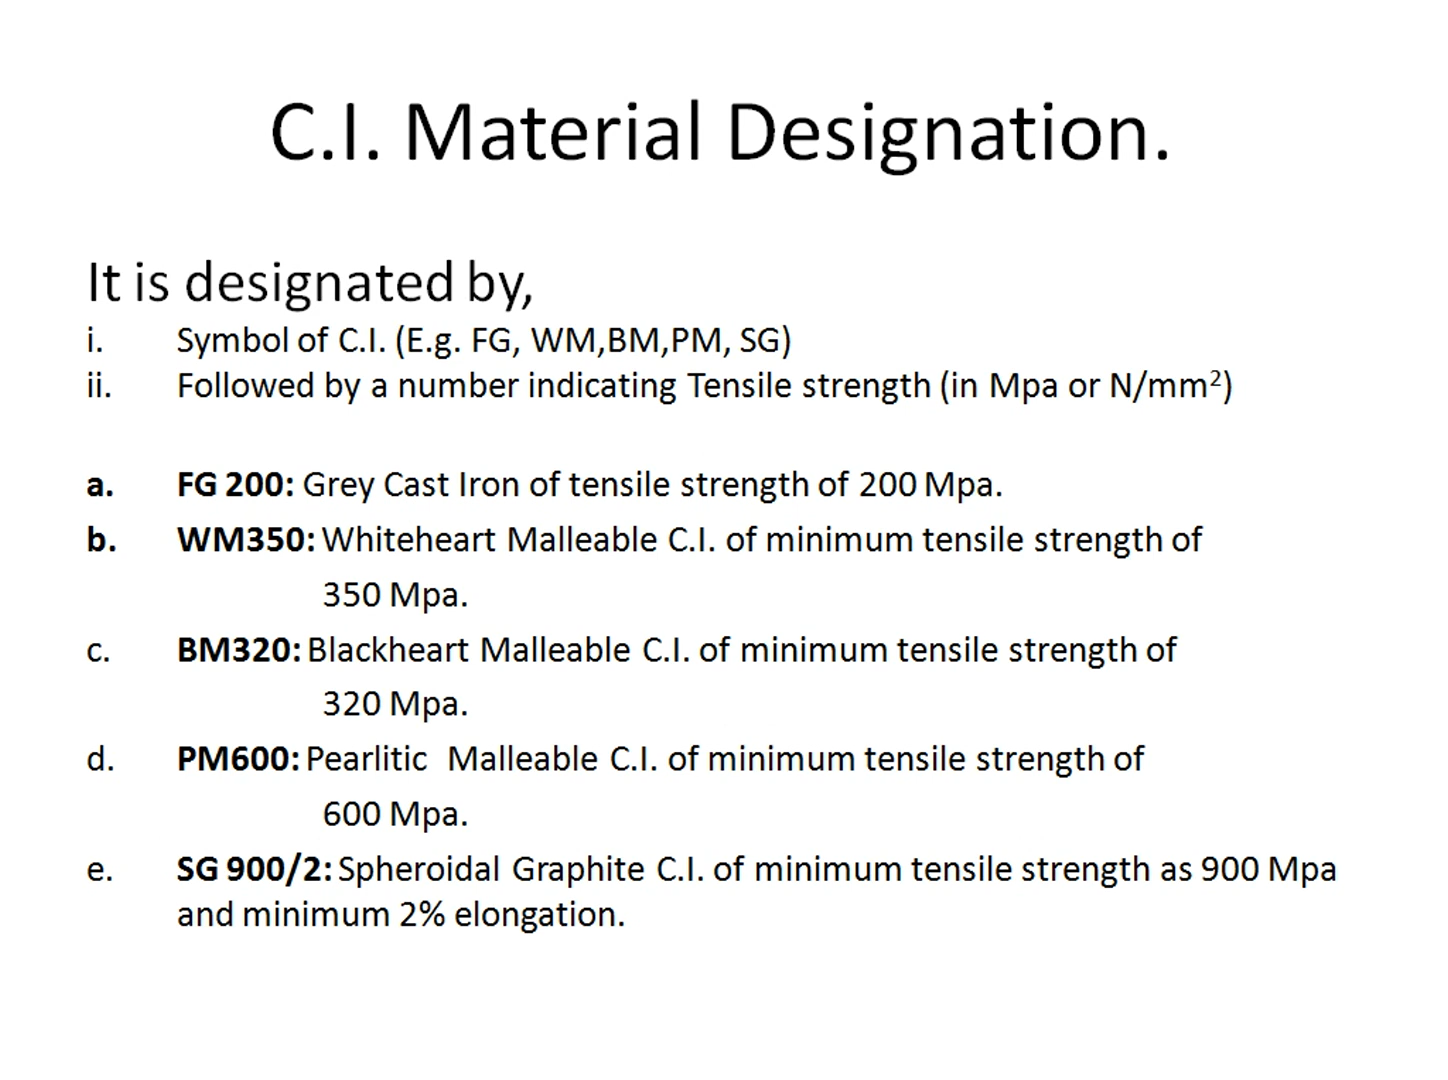 C.I. Material Designation.
It is designated by,
i. Symbol of C.I. (E.g. FG, WM,BM,PM, SG)
ii. Followed by a number indicating Tensile strength (in Mpa or N/mm²)
a. FG 200: Grey Cast Iron of tensile strength of 200 Mpa.
b. WM350: Whiteheart Malleable C.I. of minimum tensile strength of
350 Mpa.
c. BM320: Blackheart Malleable C.I. of minimum tensile strength of
320 Mpa.
d. PM600: Pearlitic Malleable C.I. of minimum tensile strength of
600 Mpa.
e. SG 900/2: Spheroidal Graphite C.I. of minimum tensile strength as 900 Mpa
and minimum 2% elongation.